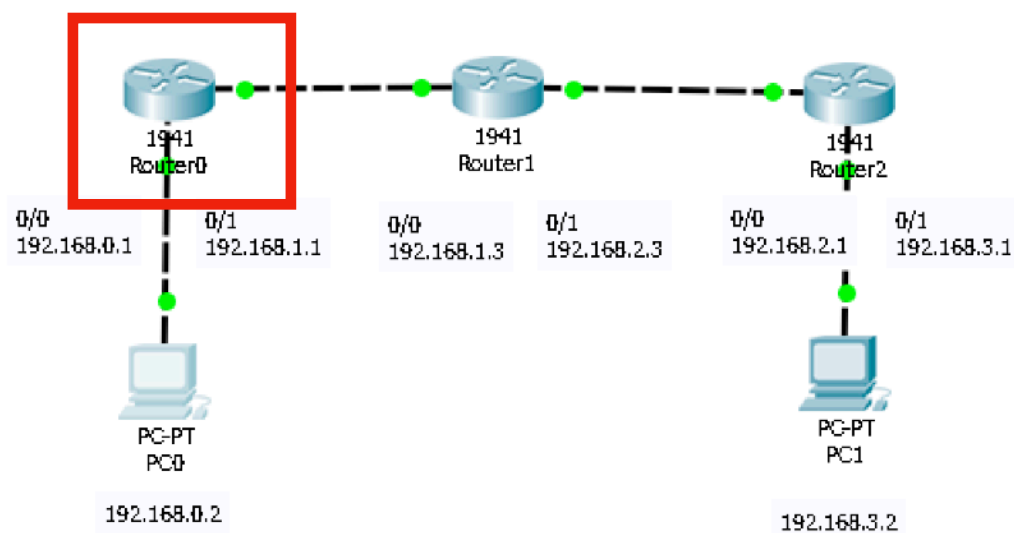 1941
Router0
1941
Router1
1941
Router2
0/0
192.168.0.1
0/1
192.168.1.1
0/0
192.168.1.3
0/1
192.168.2.3
0/0
192.168.2.1
0/1
192.168.3.1
PC-PT
PC0
192.168.0.2
PC-PT
PC1
192.168.3.2